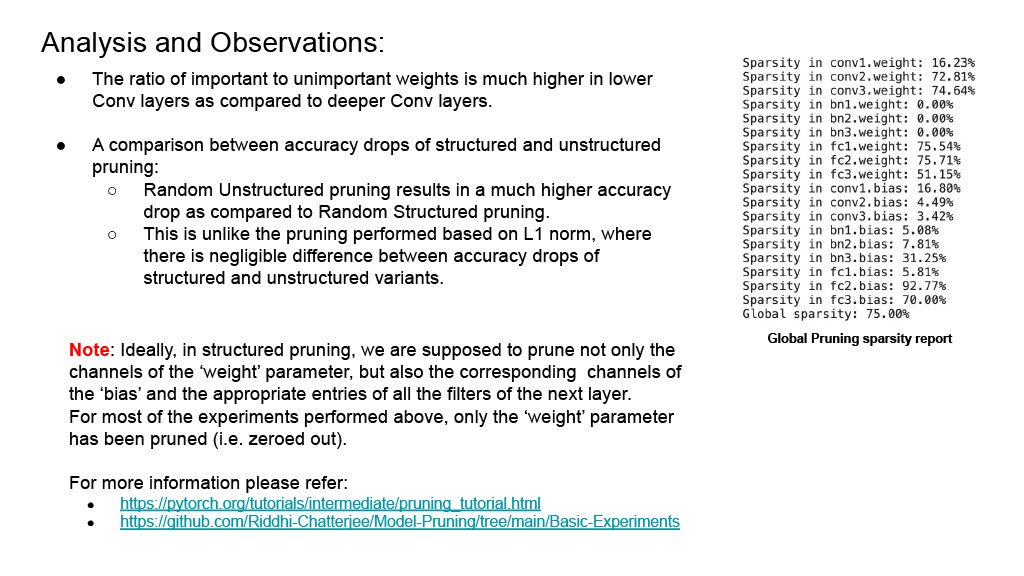 Analysis and Observations:
● The ratio of important to unimportant weights is much higher in lower
Conv layers as compared to deeper Conv layers.
● A comparison between accuracy drops of structured and unstructured
pruning:
○ Random Unstructured pruning results in a much higher accuracy
drop as compared to Random Structured pruning.
○ This is unlike the pruning performed based on L1 norm, where
there is negligible difference between accuracy drops of
structured and unstructured variants.
Note: Ideally, in structured pruning, we are supposed to prune not only the
channels of the ‘weight’ parameter, but also the corresponding  channels of
the ‘bias’ and the appropriate entries of all the filters of the next layer.
For most of the experiments performed above, only the ‘weight’ parameter
has been pruned (i.e. zeroed out).
For more information please refer:
● https://pytorch.org/tutorials/intermediate/pruning_tutorial.html
● https://github.com/Riddhi-Chatterjee/Model-Pruning/tree/main/Basic-Experiments
Sparsity in conv1.weight: 16.23%
Sparsity in conv2.weight: 72.81%
Sparsity in conv3.weight: 74.64%
Sparsity in bn1.weight: 0.00%
Sparsity in bn2.weight: 0.00%
Sparsity in bn3.weight: 0.00%
Sparsity in fc1.weight: 75.54%
Sparsity in fc2.weight: 75.71%
Sparsity in fc3.weight: 51.15%
Sparsity in conv1.bias: 16.80%
Sparsity in conv2.bias: 4.49%
Sparsity in conv3.bias: 3.42%
Sparsity in bn1.bias: 5.08%
Sparsity in bn2.bias: 7.81%
Sparsity in bn3.bias: 31.25%
Sparsity in fc1.bias: 5.81%
Sparsity in fc2.bias: 92.77%
Sparsity in fc3.bias: 70.00%
Global sparsity: 75.00%
Global Pruning sparsity report